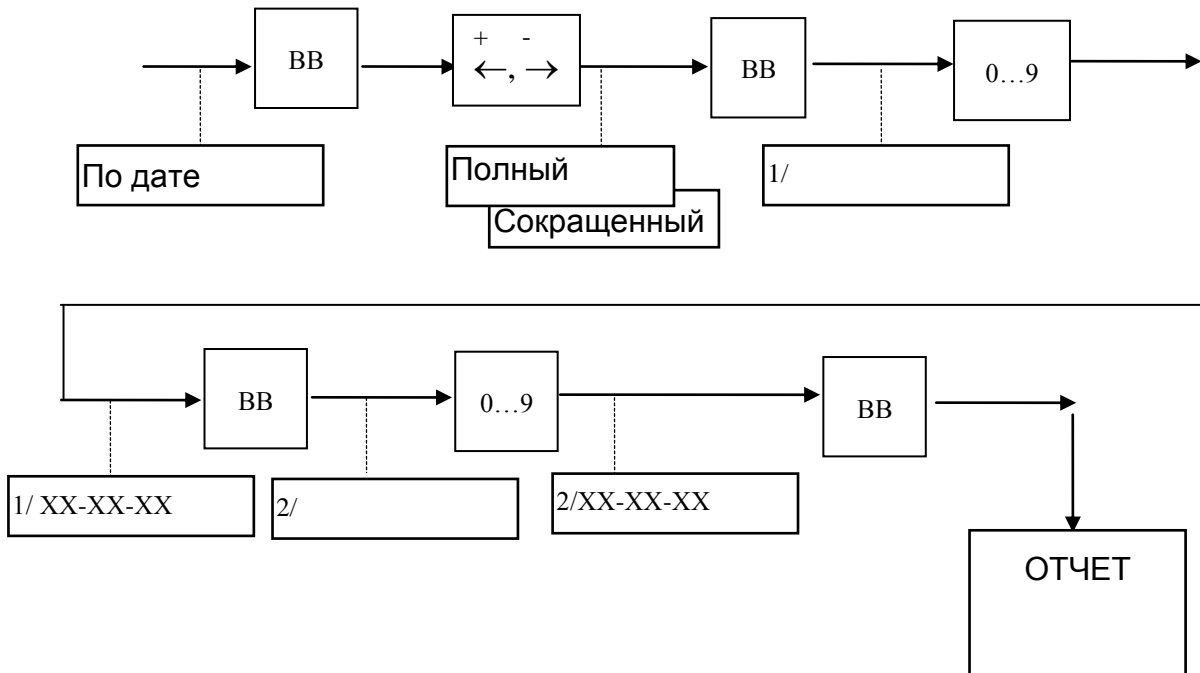 ВВ
+ -
←, →
ВВ
0…9
По дате
Полный
Сокращенный
1/
ВВ
0…9
ВВ
1/ XX-XX-XX
2/
2/XX-XX-XX
ОТЧЕТ